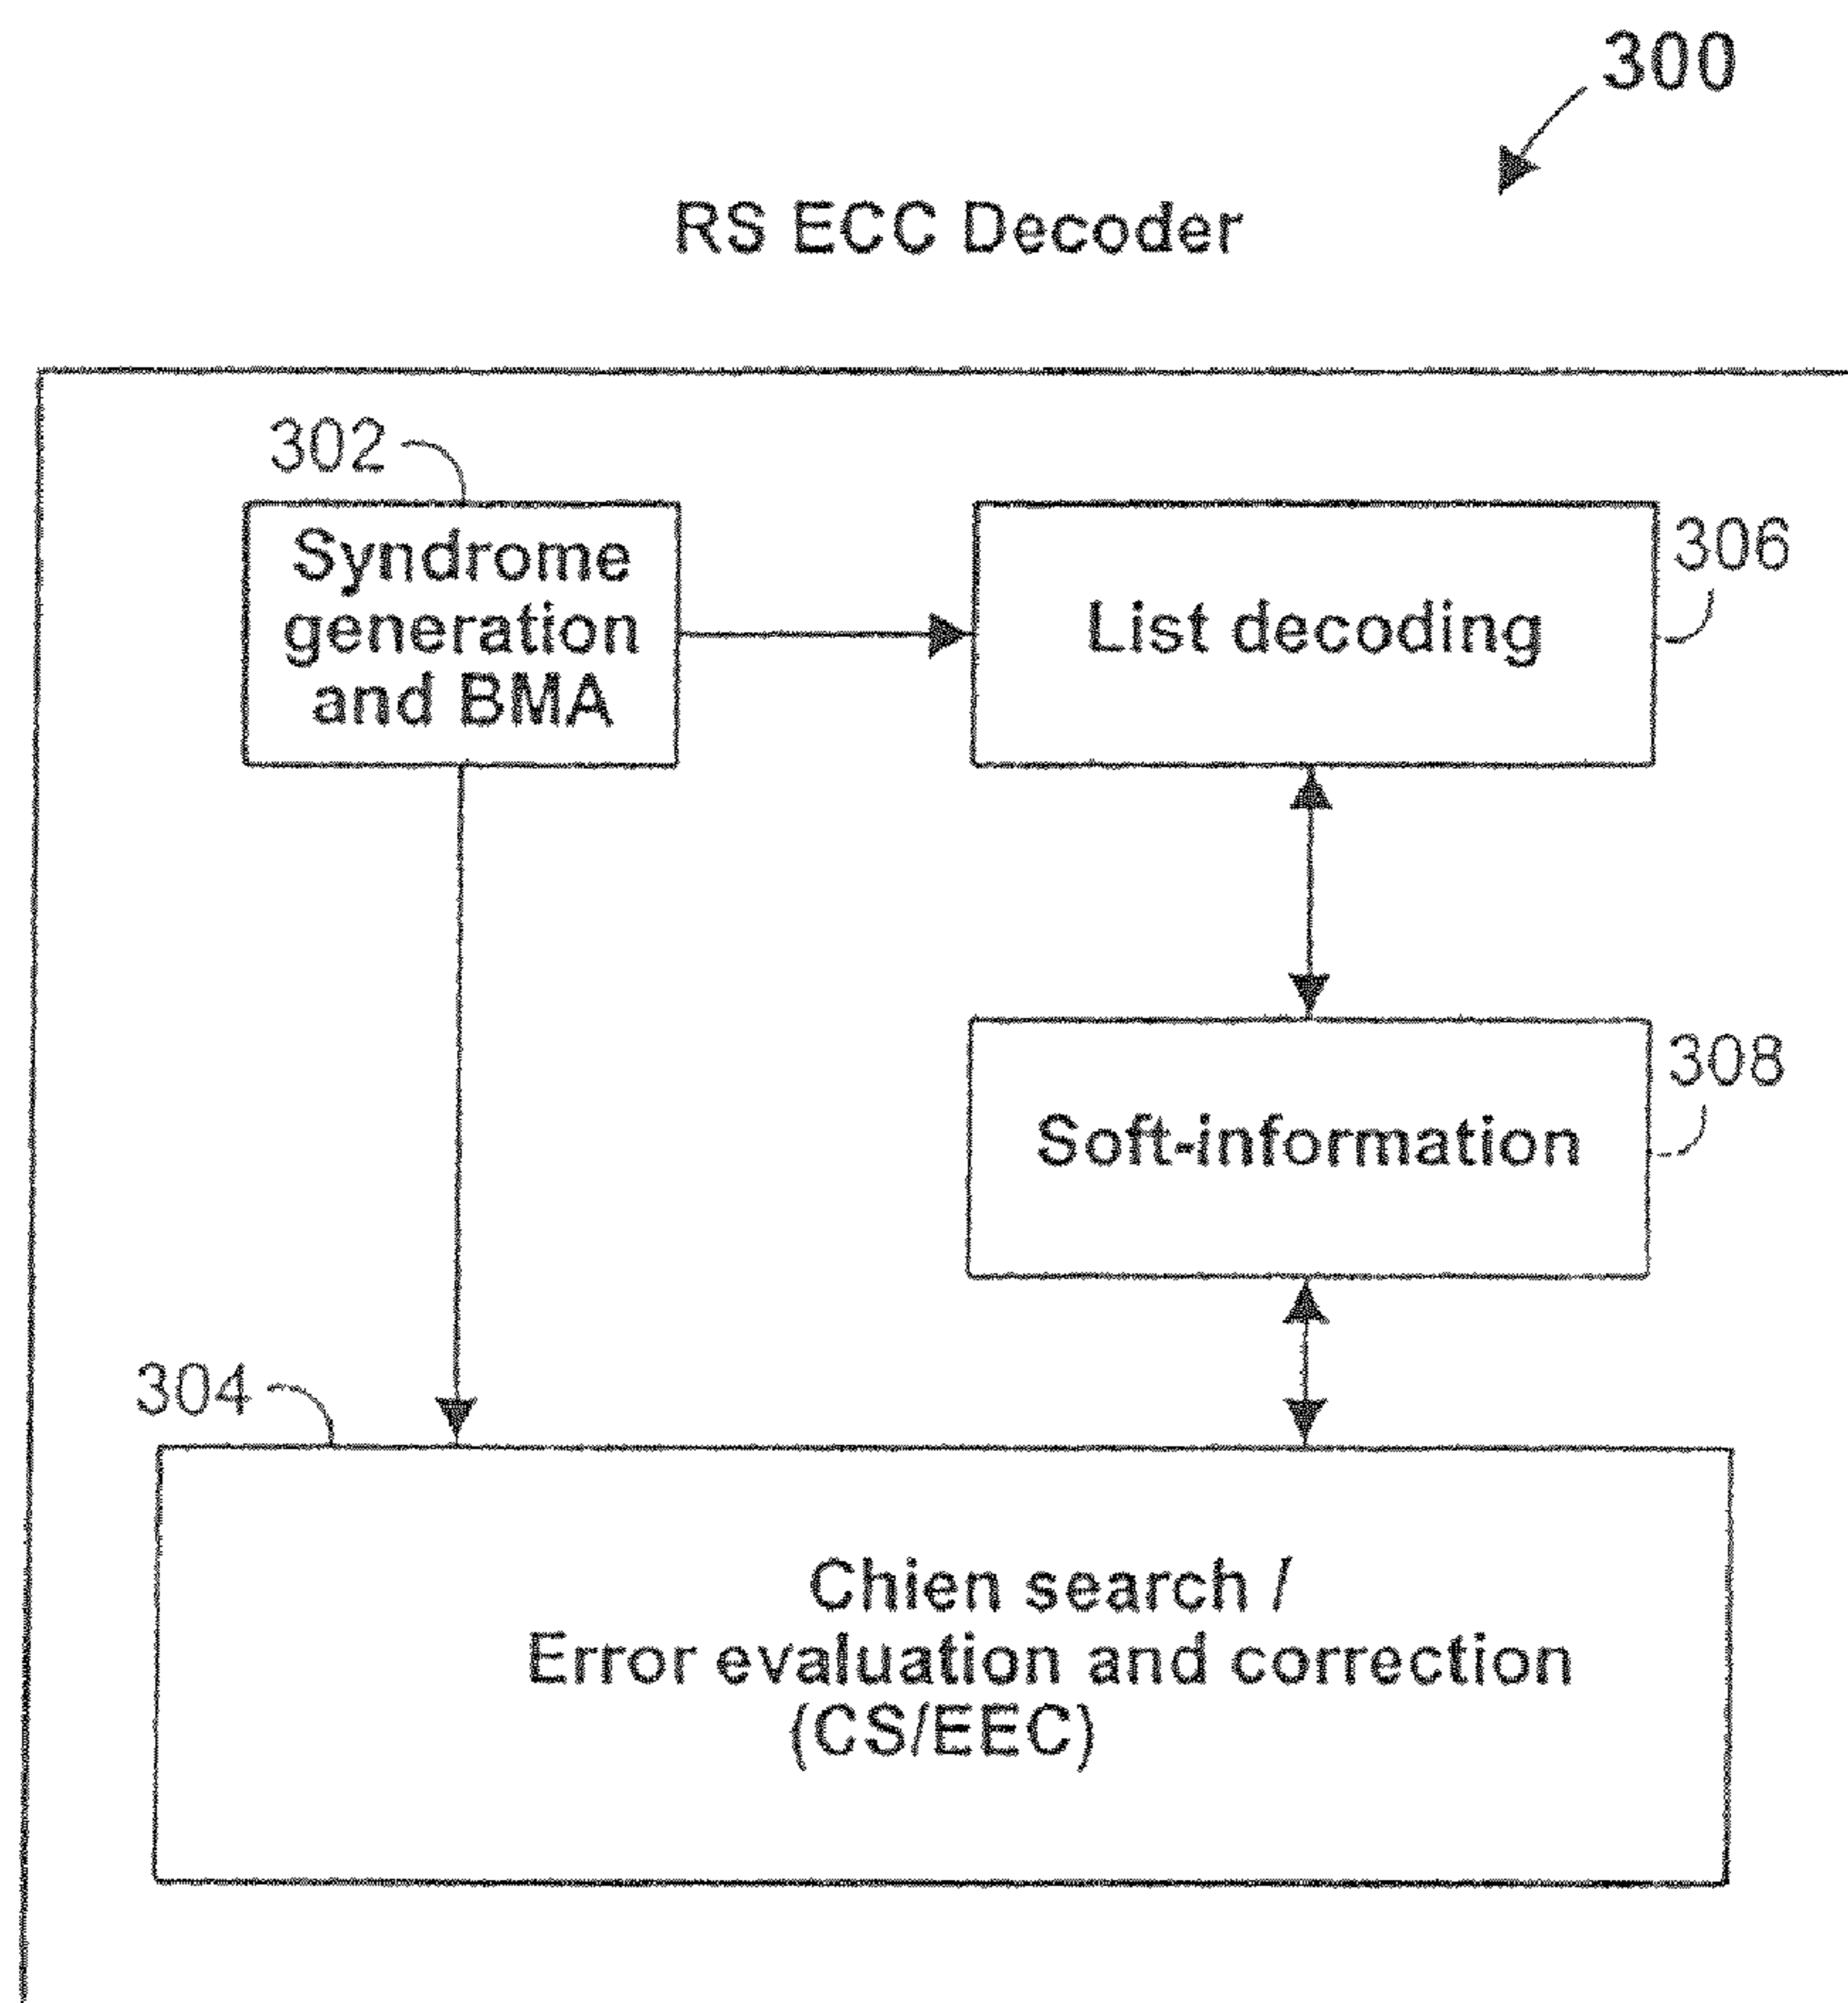 300
RS ECC Decoder
302
Syndrome
generation
and BMA
List decoding
306
Soft-information
308
304
Chien search /
Error evaluation and correction
(CS/EEC)